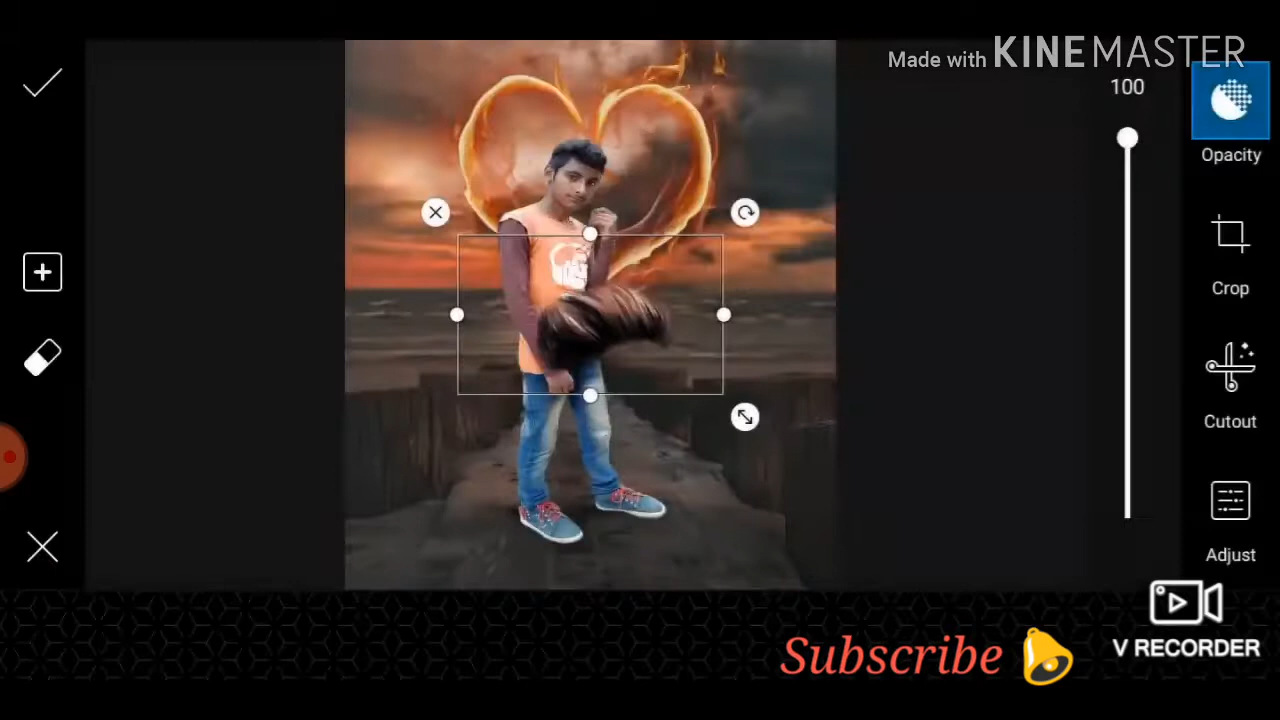 Made with KINEMASTER
100
Opacity
Crop
Cutout
Adjust
Subscribe
V RECORDER